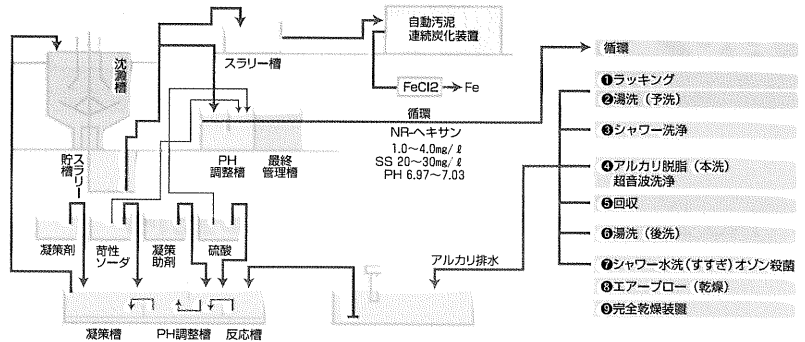 自動汚泥
連続炭化装置
スラリー槽
FeCl2
Fe
沈澱槽
スラリー
貯槽
循環
NR-ヘキサン
1.0〜4.0mg/ℓ
SS 20〜30mg/ℓ
PH 6.97〜7.03
PH
調整槽
最終
管理槽
凝策剤
苛性
ソーダ
凝策
助剤
硫酸
凝策槽
PH調整槽
反応槽
アルカリ排水
循環
❶ラッキング
❷湯洗（予洗）
❸シャワー洗浄
❹アルカリ脱脂（本洗）
超音波洗浄
❺回収
❻湯洗（後洗）
❼シャワー水洗（すすぎ）オゾン殺菌
❽エアーブロー（乾燥）
❾完全乾燥装置